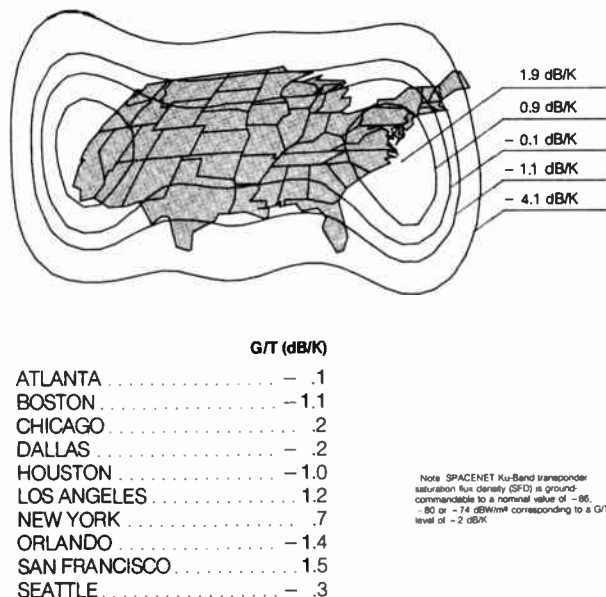 1.9 dB/K
0.9 dB/K
– 0.1 dB/K
– 1.1 dB/K
– 4.1 dB/K
G/T (dB/K)
ATLANTA . . . . . . . . . . . . . . . . . – .1
BOSTON . . . . . . . . . . . . . . . . . – 1.1
CHICAGO . . . . . . . . . . . . . . . . . .2
DALLAS . . . . . . . . . . . . . . . . . – .2
HOUSTON . . . . . . . . . . . . . . . . – 1.0
LOS ANGELES . . . . . . . . . . . . . 1.2
NEW YORK . . . . . . . . . . . . . . . . .7
ORLANDO . . . . . . . . . . . . . . . . – 1.4
SAN FRANCISCO . . . . . . . . . . . 1.5
SEATTLE . . . . . . . . . . . . . . . . . – .3
Note SPACENET Ku-Band transponder
saturation flux density (SFD) is ground-
commandable to a nominal value of – 86,
– 80 or – 74 dBW/m² corresponding to a G/T
level of – 2 dB/K